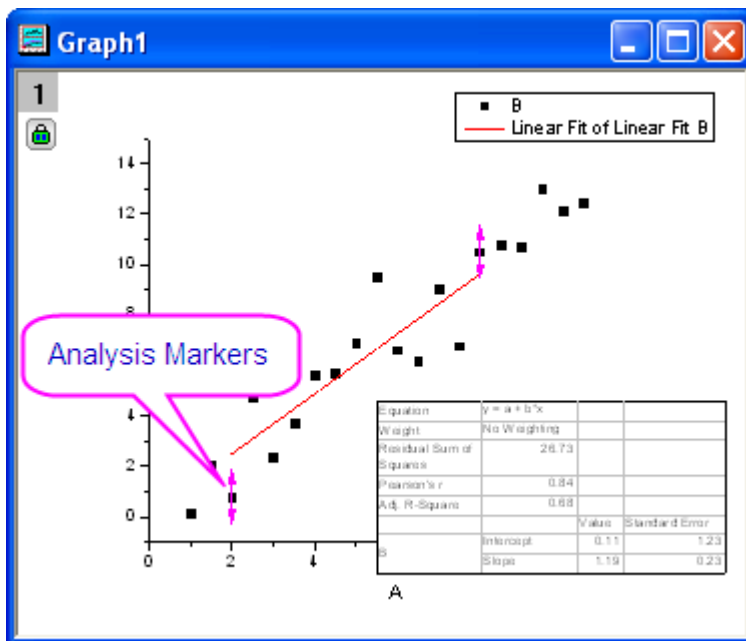 Graph1
1
B
Linear Fit of Linear Fit B
14
12
10
8
Analysis Markers
4
2
0
0
2
4
A
Equation y = a + b*x
Weight No Weighting
Residual Sum of Squares 26.73
Pearson's r 0.84
Adj. R-Square 0.68
Value Standard Error
B Intercept 0.11 1.23
Slope 1.19 0.23